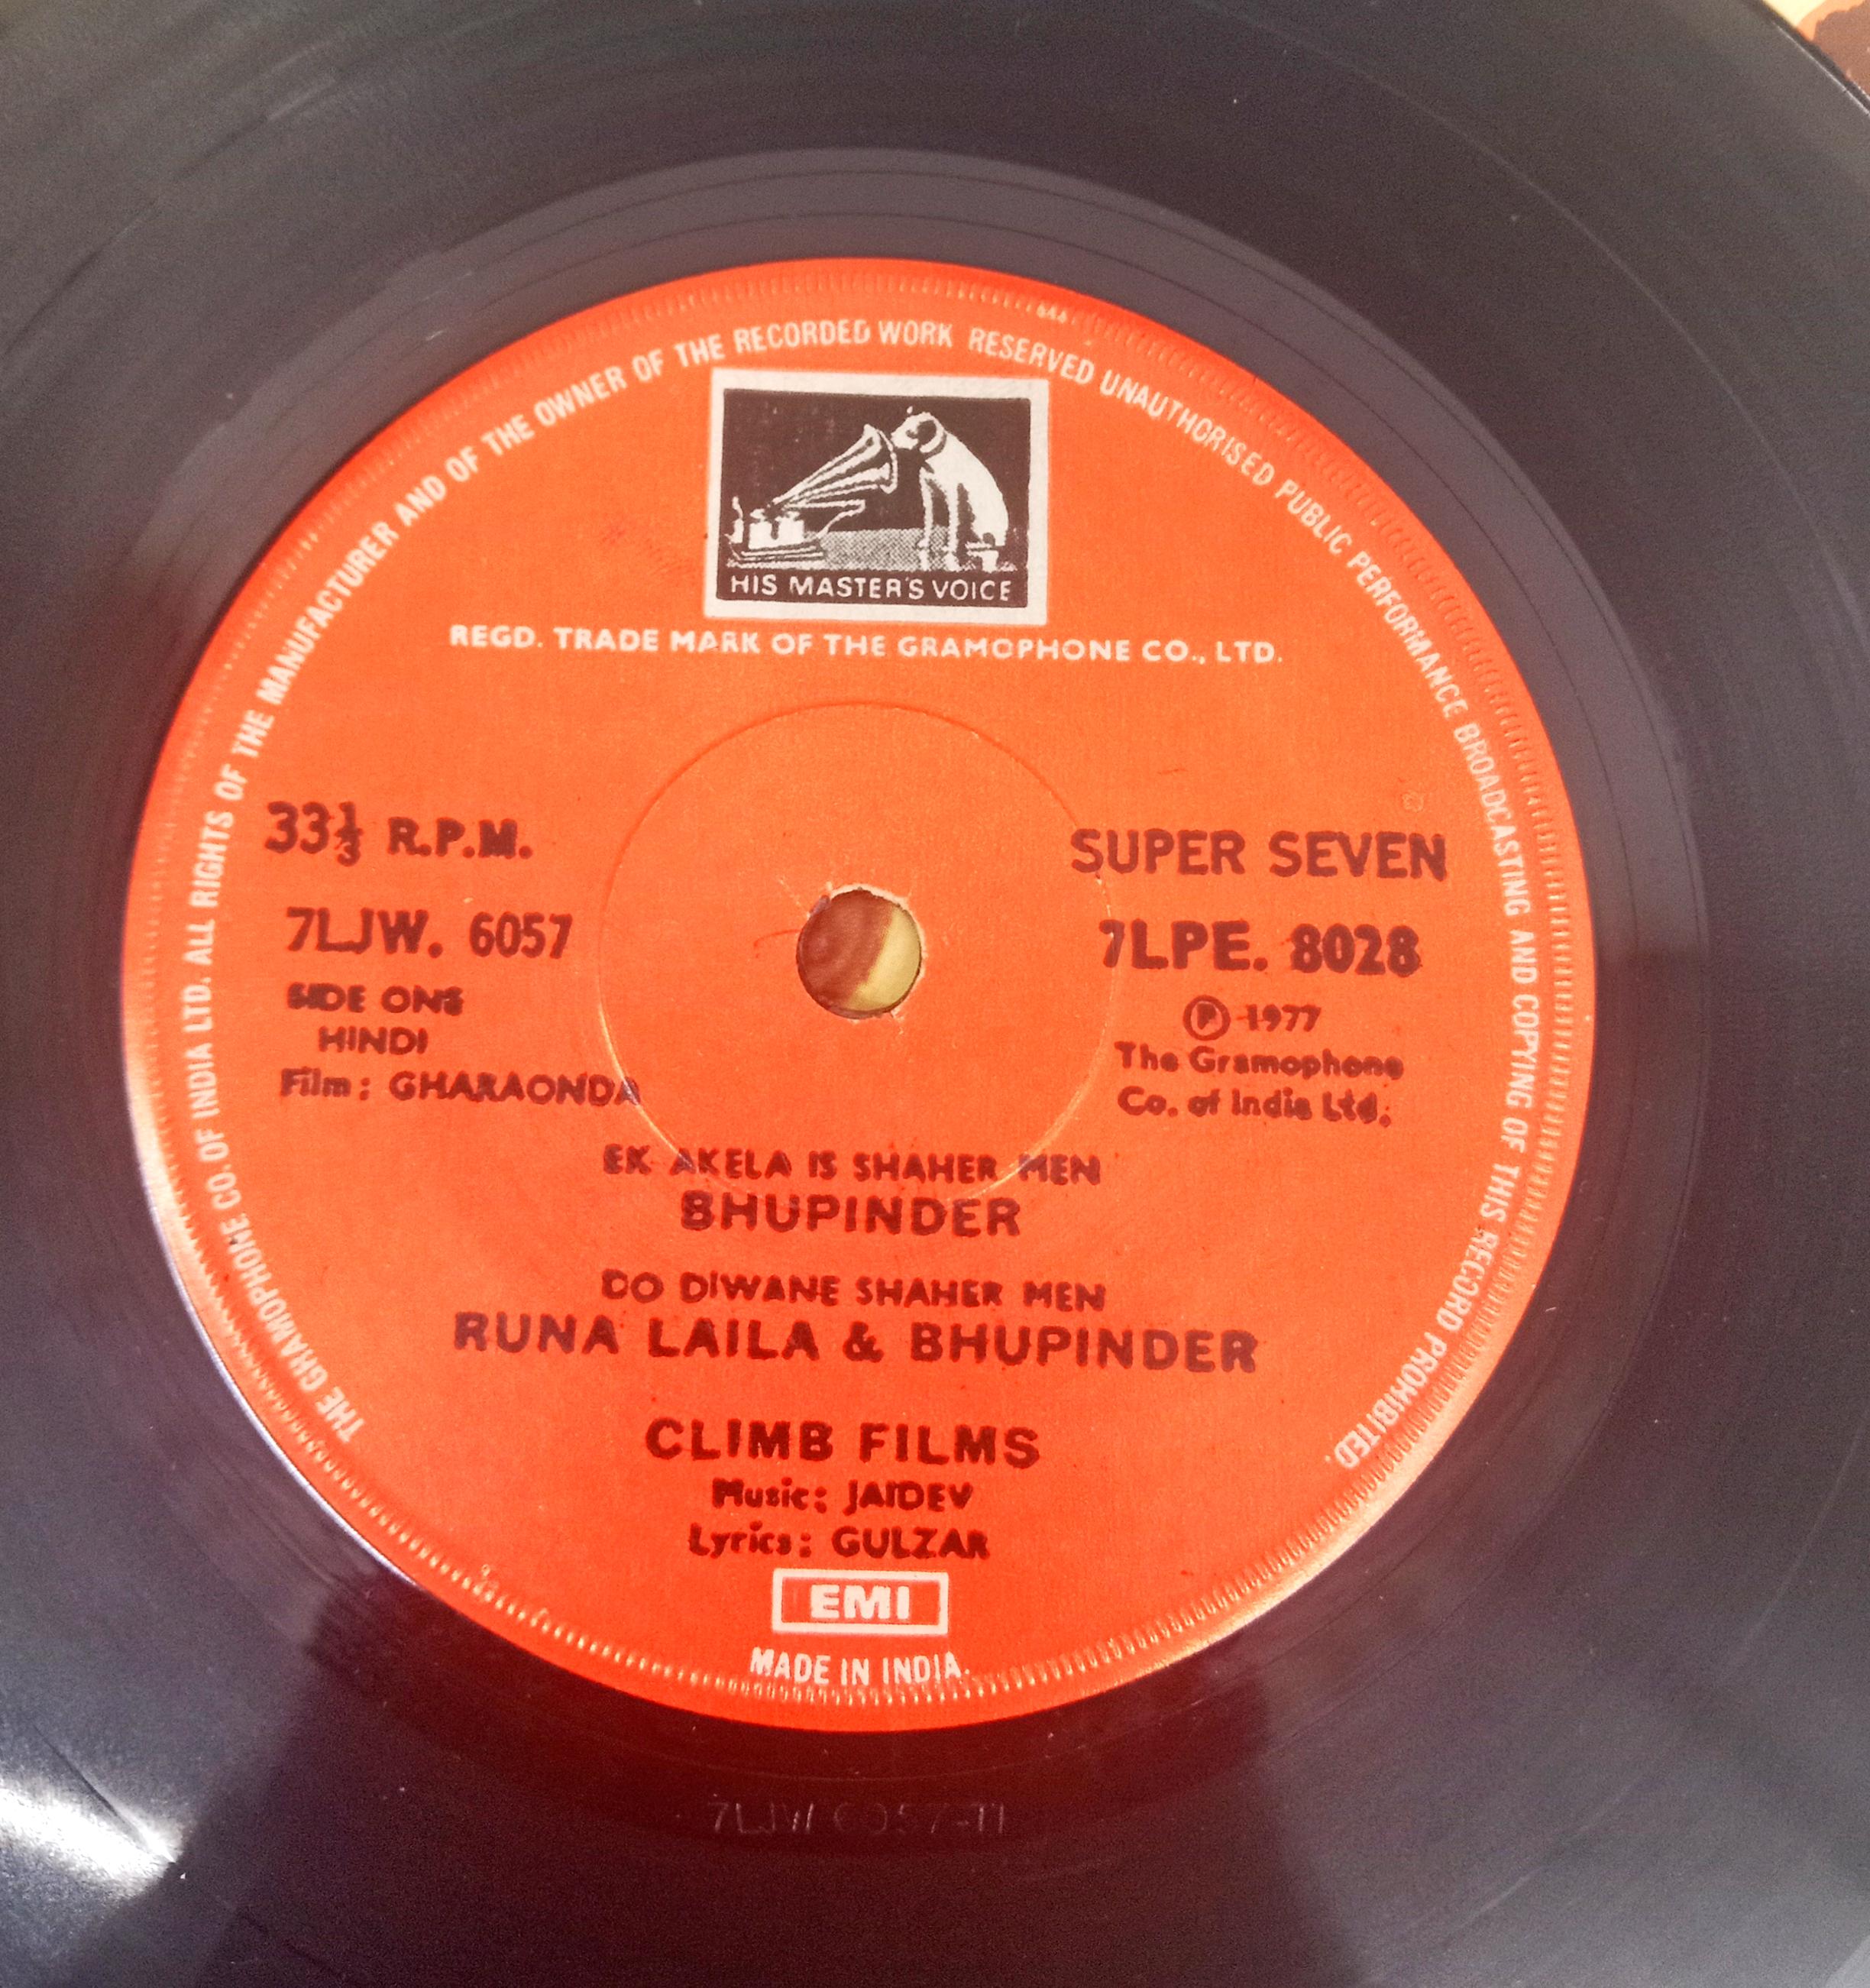 THE GRAMOPHONE CO. OF INDIA LTD. ALL RIGHTS OF THE MANUFACTURER AND OF THE OWNER OF THE RECORDED WORK RESERVED UNAUTHORISED PUBLIC PERFORMANCE BROADCASTING AND COPYING OF THIS RECORD PROHIBITED.
HIS MASTER'S VOICE
REGD. TRADE MARK OF THE GRAMOPHONE CO., LTD.
33⅓ R.P.M.
7LJW. 6057
SIDE ONE
HINDI
Film: GHARAONDA
SUPER SEVEN
7LPE. 8028
Ⓟ 1977
The Gramophone
Co. of India Ltd.
EK AKELA IS SHAHER MEN
BHUPINDER
DO DIWANE SHAHER MEN
RUNA LAILA & BHUPINDER
CLIMB FILMS
Music: JAIDEV
Lyrics: GULZAR
EMI
MADE IN INDIA.